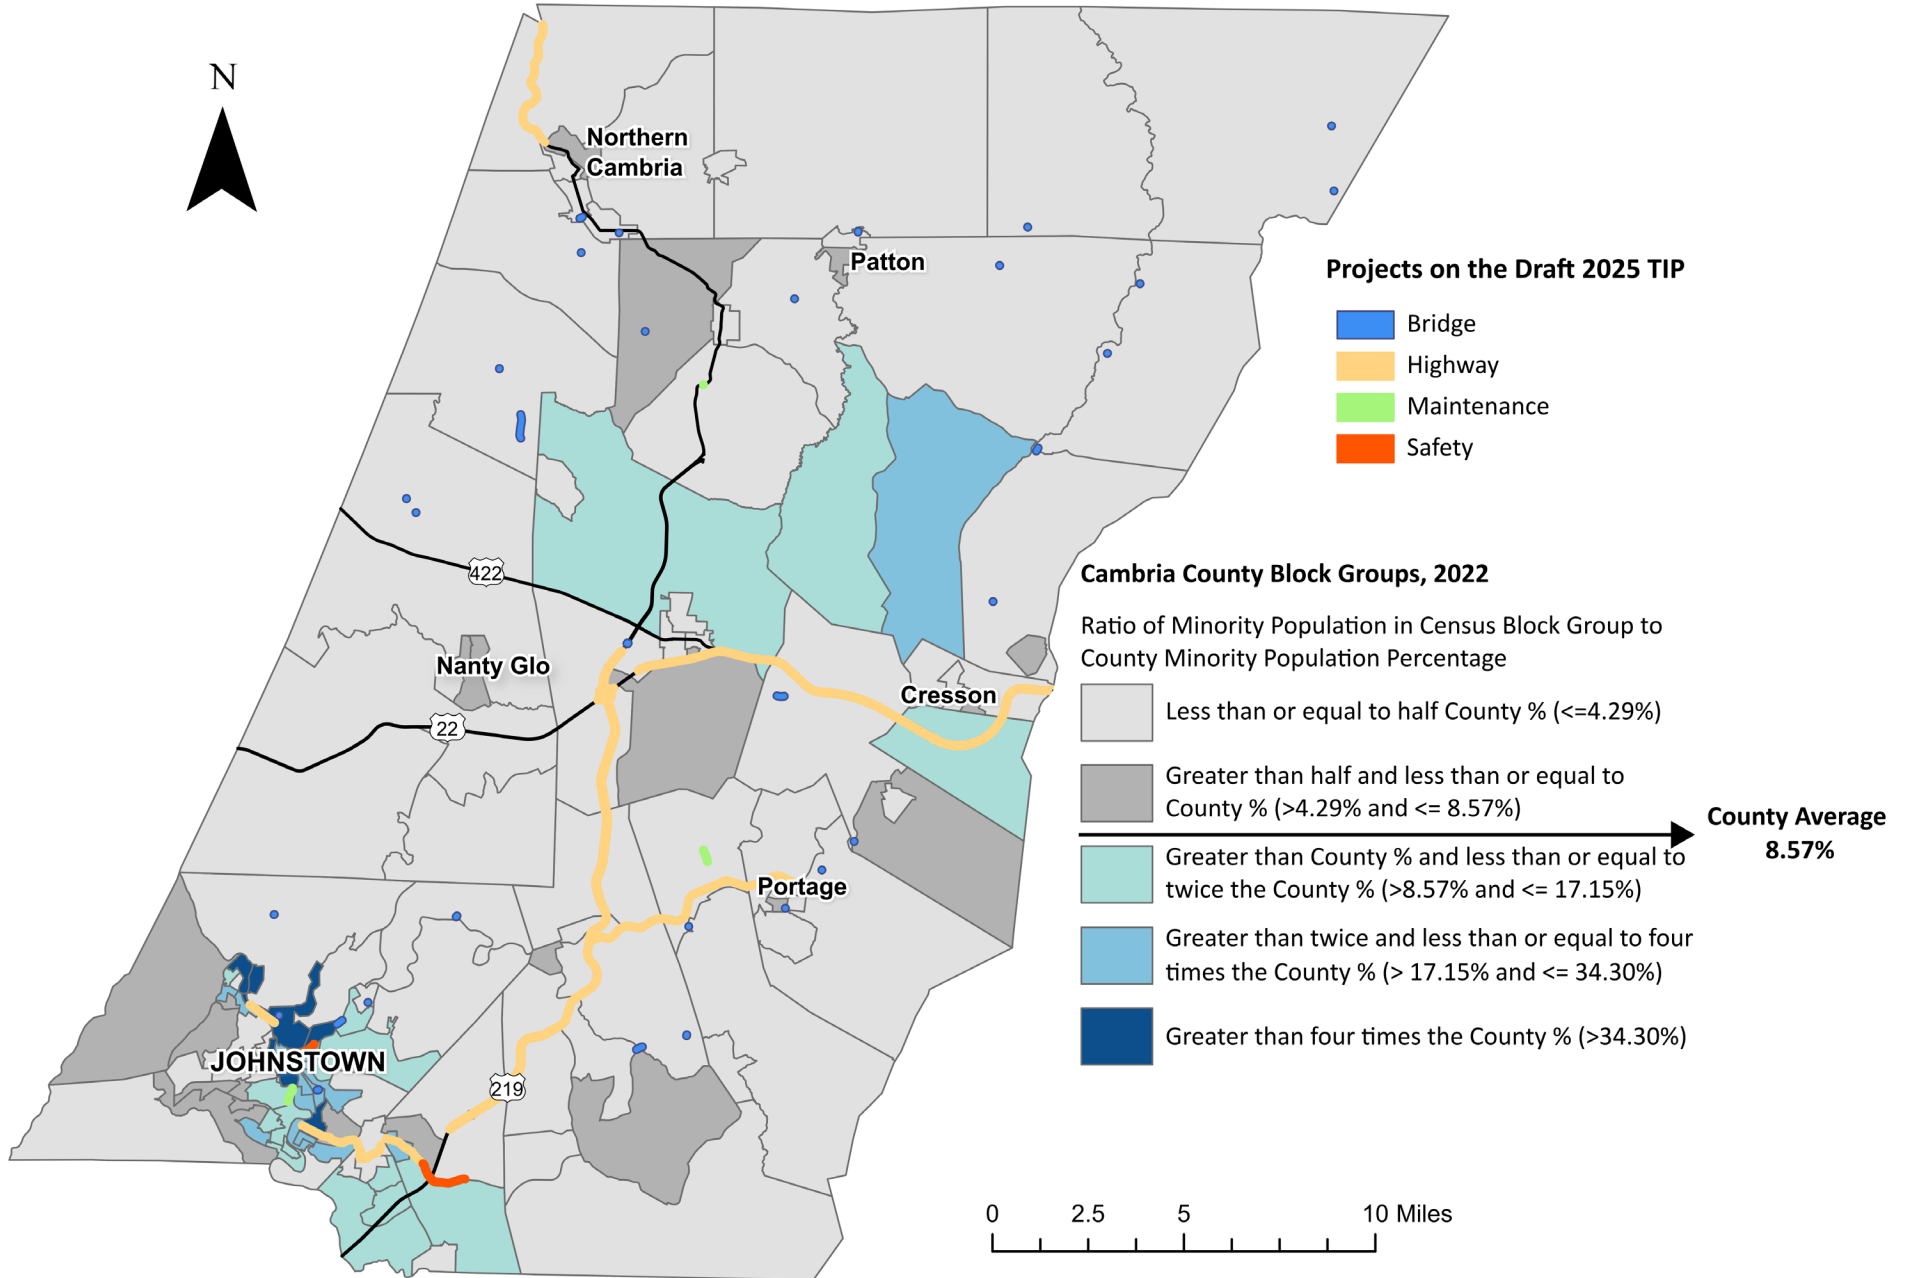 N
Northern
Cambria
Patton
Projects on the Draft 2025 TIP
Bridge
Highway
Maintenance
Safety
422
Cambria County Block Groups, 2022
Ratio of Minority Population in Census Block Group to
County Minority Population Percentage
Nanty Glo
Cresson
Less than or equal to half County % (<=4.29%)
22
Greater than half and less than or equal to
County % (>4.29% and <= 8.57%)
County Average
8.57%
Greater than County % and less than or equal to
twice the County % (>8.57% and <= 17.15%)
Portage
Greater than twice and less than or equal to four
times the County % (> 17.15% and <= 34.30%)
Greater than four times the County % (>34.30%)
JOHNSTOWN
219
0 2.5 5 10 Miles